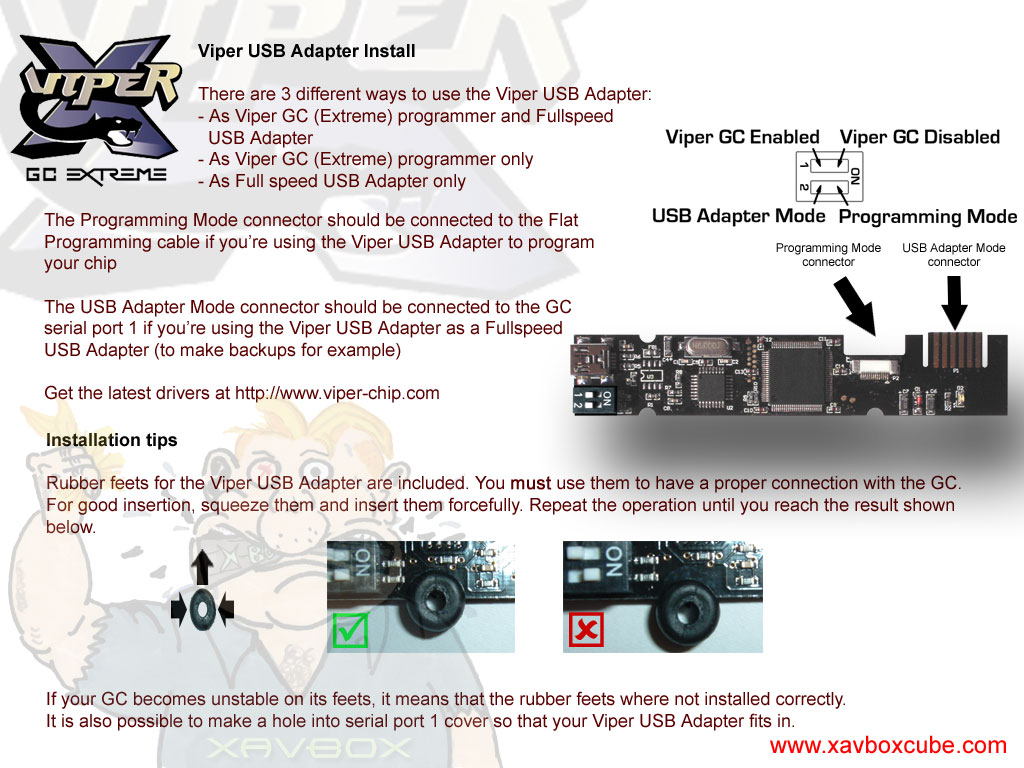 VIPER
GC EXTREME
Viper USB Adapter Install
There are 3 different ways to use the Viper USB Adapter:
- As Viper GC (Extreme) programmer and Fullspeed
USB Adapter
- As Viper GC (Extreme) programmer only
- As Full speed USB Adapter only
The Programming Mode connector should be connected to the Flat
Programming cable if you're using the Viper USB Adapter to program
your chip
The USB Adapter Mode connector should be connected to the GC
serial port 1 if you're using the Viper USB Adapter as a Fullspeed
USB Adapter (to make backups for example)
Get the latest drivers at http://www.viper-chip.com
Viper GC Enabled
Viper GC Disabled
1
2
ON
USB Adapter Mode
Programming Mode
Programming Mode
connector
USB Adapter Mode
connector
ON
1 2
Installation tips
Rubber feets for the Viper USB Adapter are included. You must use them to have a proper connection with the GC.
For good insertion, squeeze them and insert them forcefully. Repeat the operation until you reach the result shown
below.
ON
ON
If your GC becomes unstable on its feets, it means that the rubber feets where not installed correctly.
It is also possible to make a hole into serial port 1 cover so that your Viper USB Adapter fits in.
XAVBOX
www.xavboxcube.com